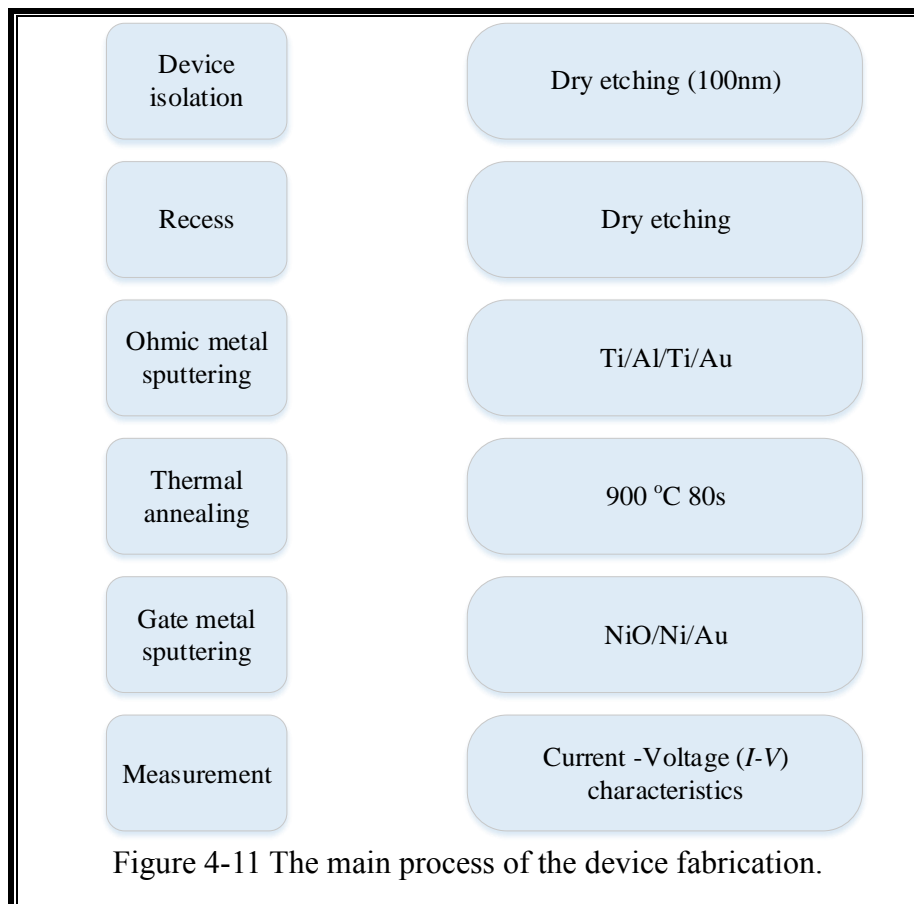 Device
isolation
Dry etching (100nm)
Recess
Dry etching
Ohmic metal
sputtering
Ti/Al/Ti/Au
Thermal
annealing
900 °C 80s
Gate metal
sputtering
NiO/Ni/Au
Measurement
Current -Voltage (I-V)
characteristics
Figure 4-11 The main process of the device fabrication.